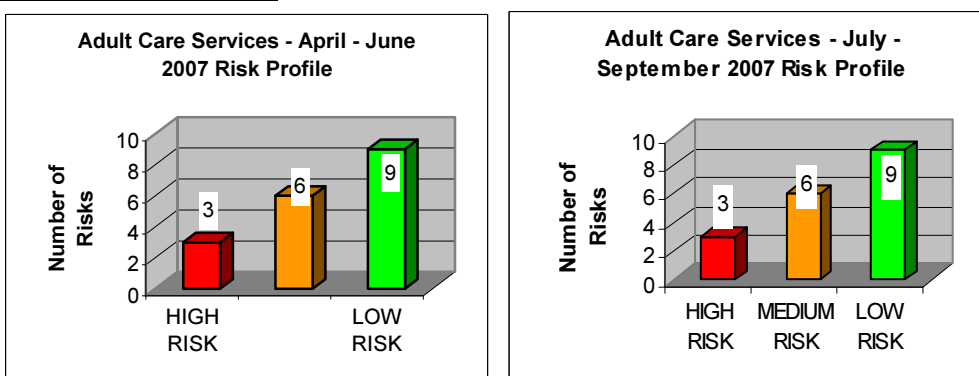 Adult Care Services - April - June
2007 Risk Profile
Number of
Risks
10
8
6
4
2
0
3
6
9
HIGH
RISK
LOW
RISK
Adult Care Services - July -
September 2007 Risk Profile
Number of
Risks
10
8
6
4
2
0
3
6
9
HIGH
RISK
MEDIUM
RISK
LOW
RISK